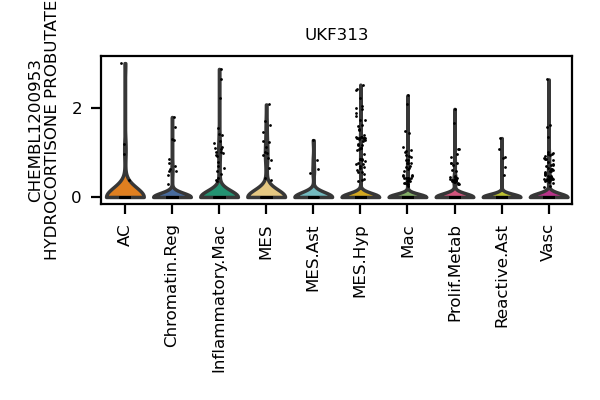 UKF313
CHEMBL1200953
HYDROCORTISONE PROBUTATE
2
0
AC
Chromatin.Reg
Inflammatory.Mac
MES
MES.Ast
MES.Hyp
Mac
Prolif.Metab
Reactive.Ast
Vasc